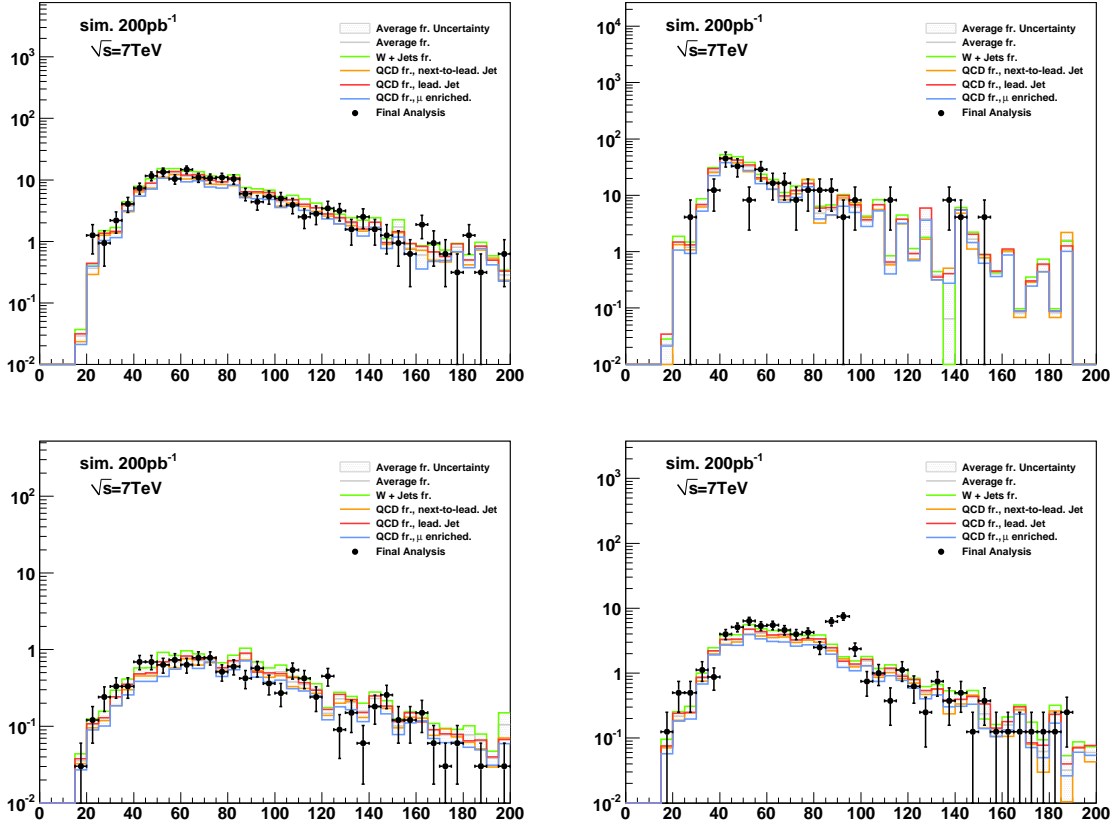 sim. 200pb⁻¹
√s=7TeV
Average fr. Uncertainty
Average fr.
W + Jets fr.
QCD fr., next-to-lead. Jet
QCD fr., lead. Jet
QCD fr., μ enriched.
Final Analysis
10³
10²
10
1
10⁻¹
10⁻²
0 20 40 60 80 100 120 140 160 180 200
sim. 200pb⁻¹
√s=7TeV
Average fr. Uncertainty
Average fr.
W + Jets fr.
QCD fr., next-to-lead. Jet
QCD fr., lead. Jet
QCD fr., μ enriched.
Final Analysis
10⁴
10³
10²
10
1
10⁻¹
10⁻²
0 20 40 60 80 100 120 140 160 180 200
sim. 200pb⁻¹
√s=7TeV
Average fr. Uncertainty
Average fr.
W + Jets fr.
QCD fr., next-to-lead. Jet
QCD fr., lead. Jet
QCD fr., μ enriched.
Final Analysis
10²
10
1
10⁻¹
10⁻²
0 20 40 60 80 100 120 140 160 180 200
sim. 200pb⁻¹
√s=7TeV
Average fr. Uncertainty
Average fr.
W + Jets fr.
QCD fr., next-to-lead. Jet
QCD fr., lead. Jet
QCD fr., μ enriched.
Final Analysis
10³
10²
10
1
10⁻¹
10⁻²
0 20 40 60 80 100 120 140 160 180 200